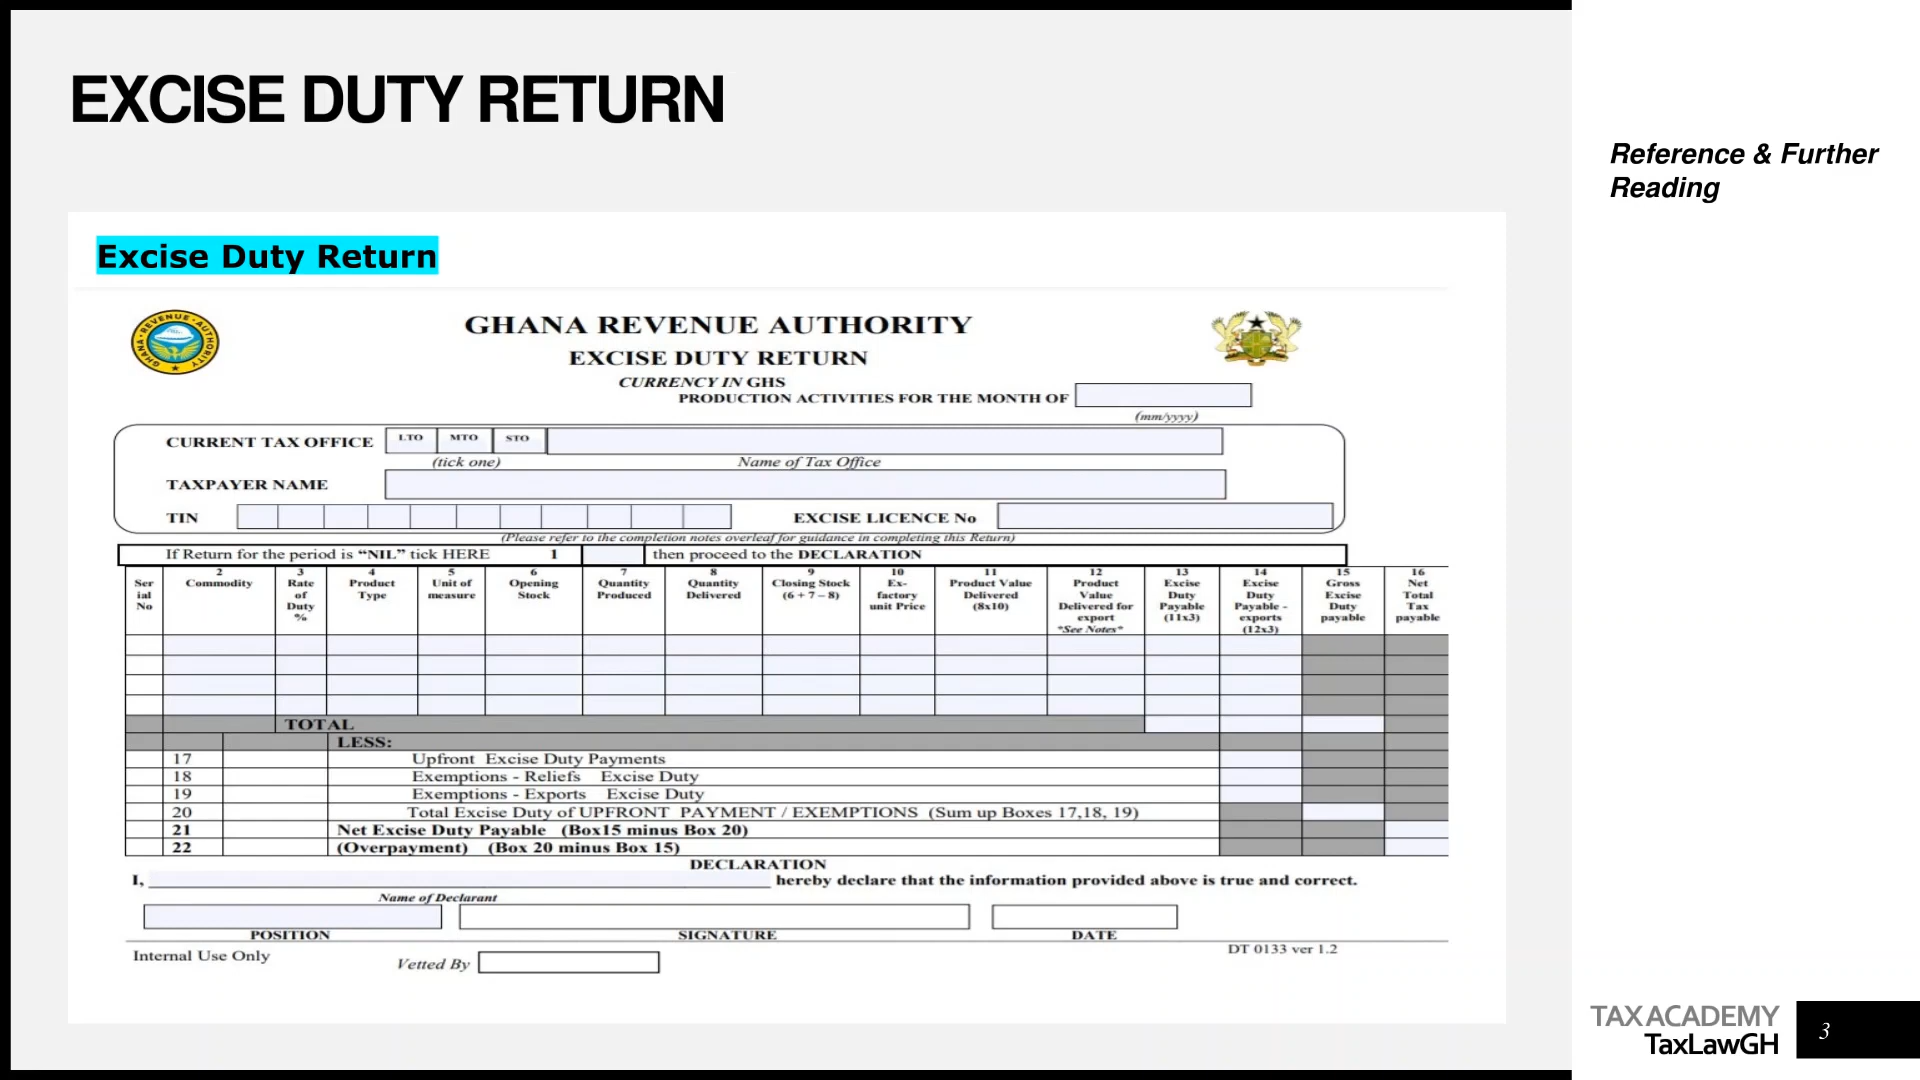 EXCISE DUTY RETURN
Reference & Further
Reading
Excise Duty Return
GHANA REVENUE AUTHORITY
GHANA REVENUE AUTHORITY
EXCISE DUTY RETURN
CURRENCY IN GHS
PRODUCTION ACTIVITIES FOR THE MONTH OF
(mm/yyyy)
CURRENT TAX OFFICE LTO MTO STO
(tick one) Name of Tax Office
TAXPAYER NAME
TIN EXCISE LICENCE No
(Please refer to the completion notes overleaf for guidance in completing this Return)
If Return for the period is “NIL” tick HERE 1 then proceed to the DECLARATION
Ser ial No
2 Commodity
3 Rate of Duty %
4 Product Type
5 Unit of measure
6 Opening Stock
7 Quantity Produced
8 Quantity Delivered
9 Closing Stock (6 + 7 – 8)
10 Ex-factory unit Price
11 Product Value Delivered (8x10)
12 Product Value Delivered for export *See Notes*
13 Excise Duty Payable (11x3)
14 Excise Duty Payable - exports (12x3)
15 Gross Excise Duty payable
16 Net Total Tax payable
TOTAL
LESS:
17 Upfront Excise Duty Payments
18 Exemptions - Reliefs Excise Duty
19 Exemptions - Exports Excise Duty
20 Total Excise Duty of UPFRONT PAYMENT / EXEMPTIONS (Sum up Boxes 17,18, 19)
21 Net Excise Duty Payable (Box15 minus Box 20)
22 (Overpayment) (Box 20 minus Box 15)
DECLARATION
I, hereby declare that the information provided above is true and correct.
Name of Declarant
POSITION SIGNATURE DATE
Internal Use Only Vetted By DT 0133 ver 1.2
TAX ACADEMY
TaxLawGH
3